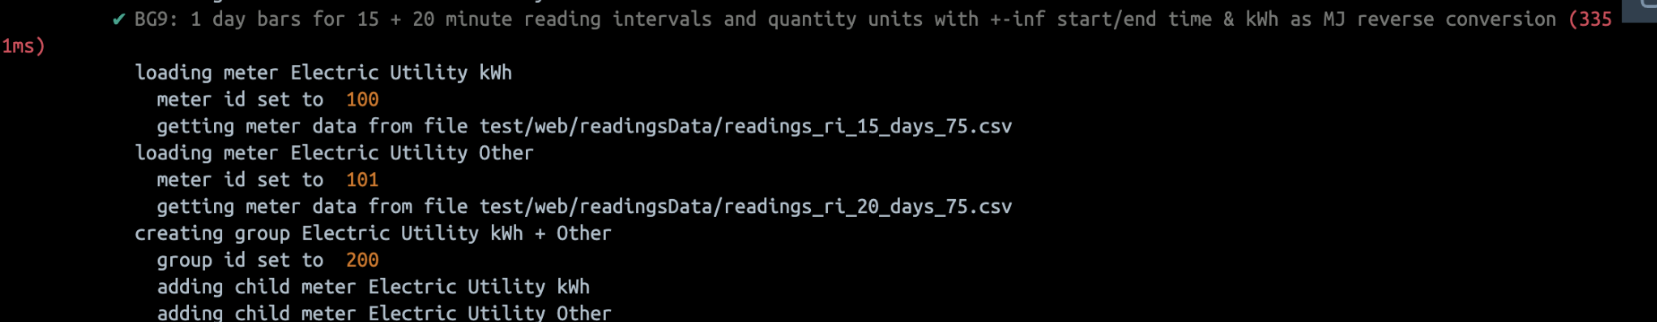 ✔ BG9: 1 day bars for 15 + 20 minute reading intervals and quantity units with +-inf start/end time & kWh as MJ reverse conversion (335
1ms)
loading meter Electric Utility kWh
meter id set to  100
getting meter data from file test/web/readingsData/readings_ri_15_days_75.csv
loading meter Electric Utility Other
meter id set to  101
getting meter data from file test/web/readingsData/readings_ri_20_days_75.csv
creating group Electric Utility kWh + Other
group id set to  200
adding child meter Electric Utility kWh
adding child meter Electric Utility Other